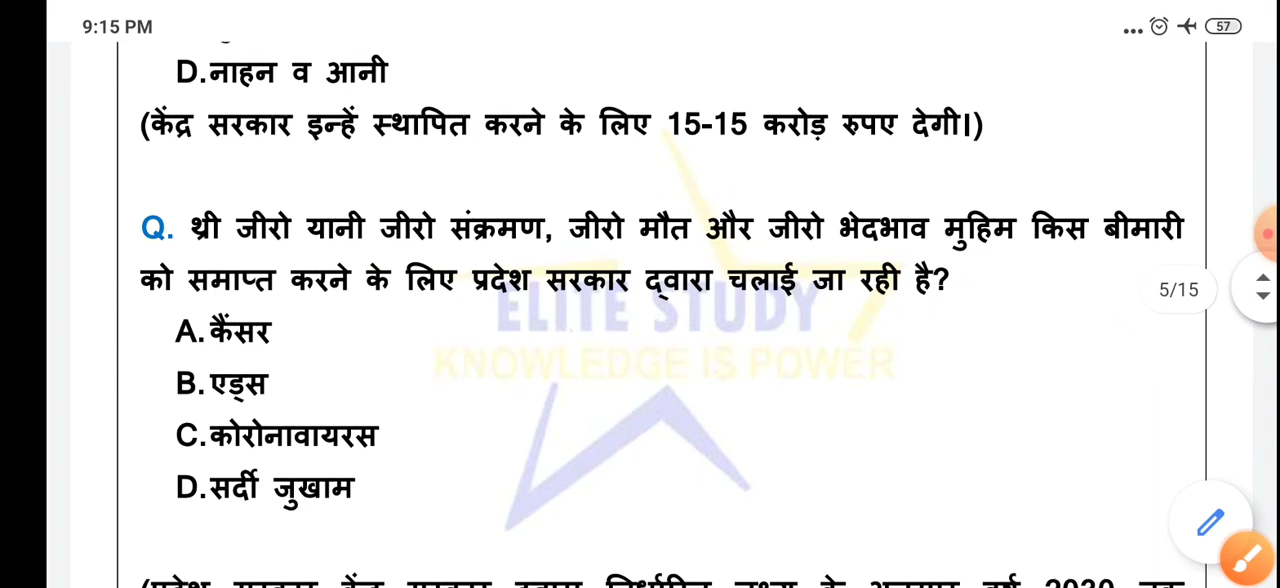 9:15 PM
57
D.नाहन व आनी
(केंद्र सरकार इन्हें स्थापित करने के लिए 15-15 करोड़ रुपए देगी।)
Q. थ्री जीरो यानी जीरो संक्रमण, जीरो मौत और जीरो भेदभाव मुहिम किस बीमारी
को समाप्त करने के लिए प्रदेश सरकार द्वारा चलाई जा रही है?
5/15
ELITE STUDY
KNOWLEDGE IS POWER
A.कैंसर
B.एड्स
C.कोरोनावायरस
D.सर्दी जुखाम